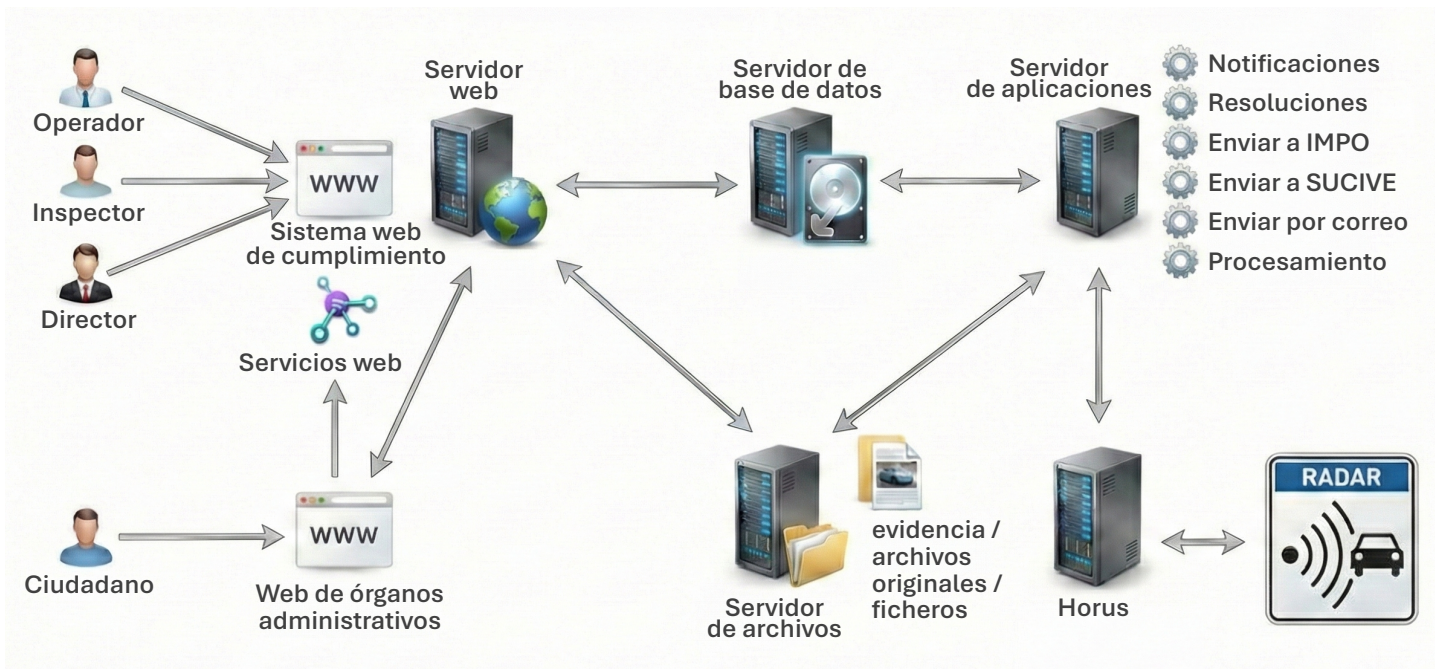 Operador
Inspector
Director
WWW
Sistema web
de cumplimiento
Servicios web
Servidor
web
Servidor de
base de datos
Servidor
de aplicaciones
Notificaciones
Resoluciones
Enviar a IMPO
Enviar a SUCIVE
Enviar por correo
Procesamiento
Ciudadano
WWW
Web de órganos
administrativos
Servidor
de archivos
evidencia /
archivos
originales /
ficheros
Horus
RADAR